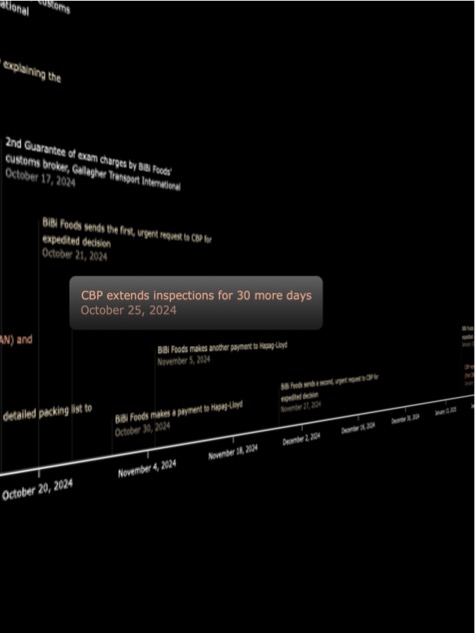 ational
customs
explaining the
2nd Guarantee of exam charges by BiBi Foods'
customs broker, Gallagher Transport International
October 17, 2024
BiBi Foods sends the first, urgent request to CBP for
expedited decision
October 21, 2024
CBP extends inspections for 30 more days
October 25, 2024
AN) and
BiBi Foods makes another payment to Hapag-Lloyd
November 5, 2024
BiBi Foods sends a second, urgent request to CBP for
expedited decision
November 27, 2024
detailed packing list to
BiBi Foods makes a payment to Hapag-Lloyd
October 30, 2024
October 20, 2024
November 4, 2024
November 18, 2024
December 2, 2024
December 16, 2024
December 30, 2024
January 13, 2025